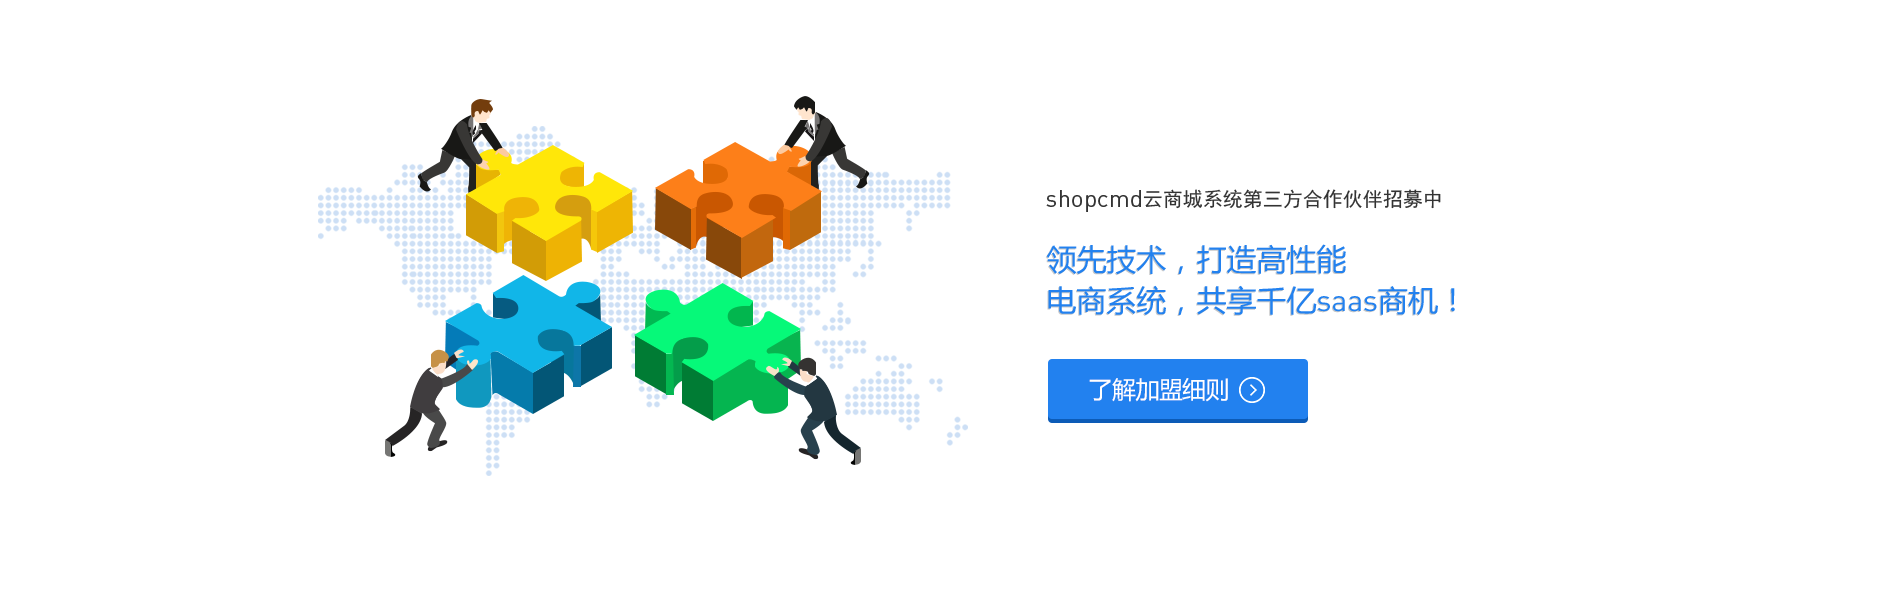 shopcmd云商城系统第三方合作伙伴招募中
领先技术，打造高性能
电商系统，共享千亿saas商机！
了解加盟细则